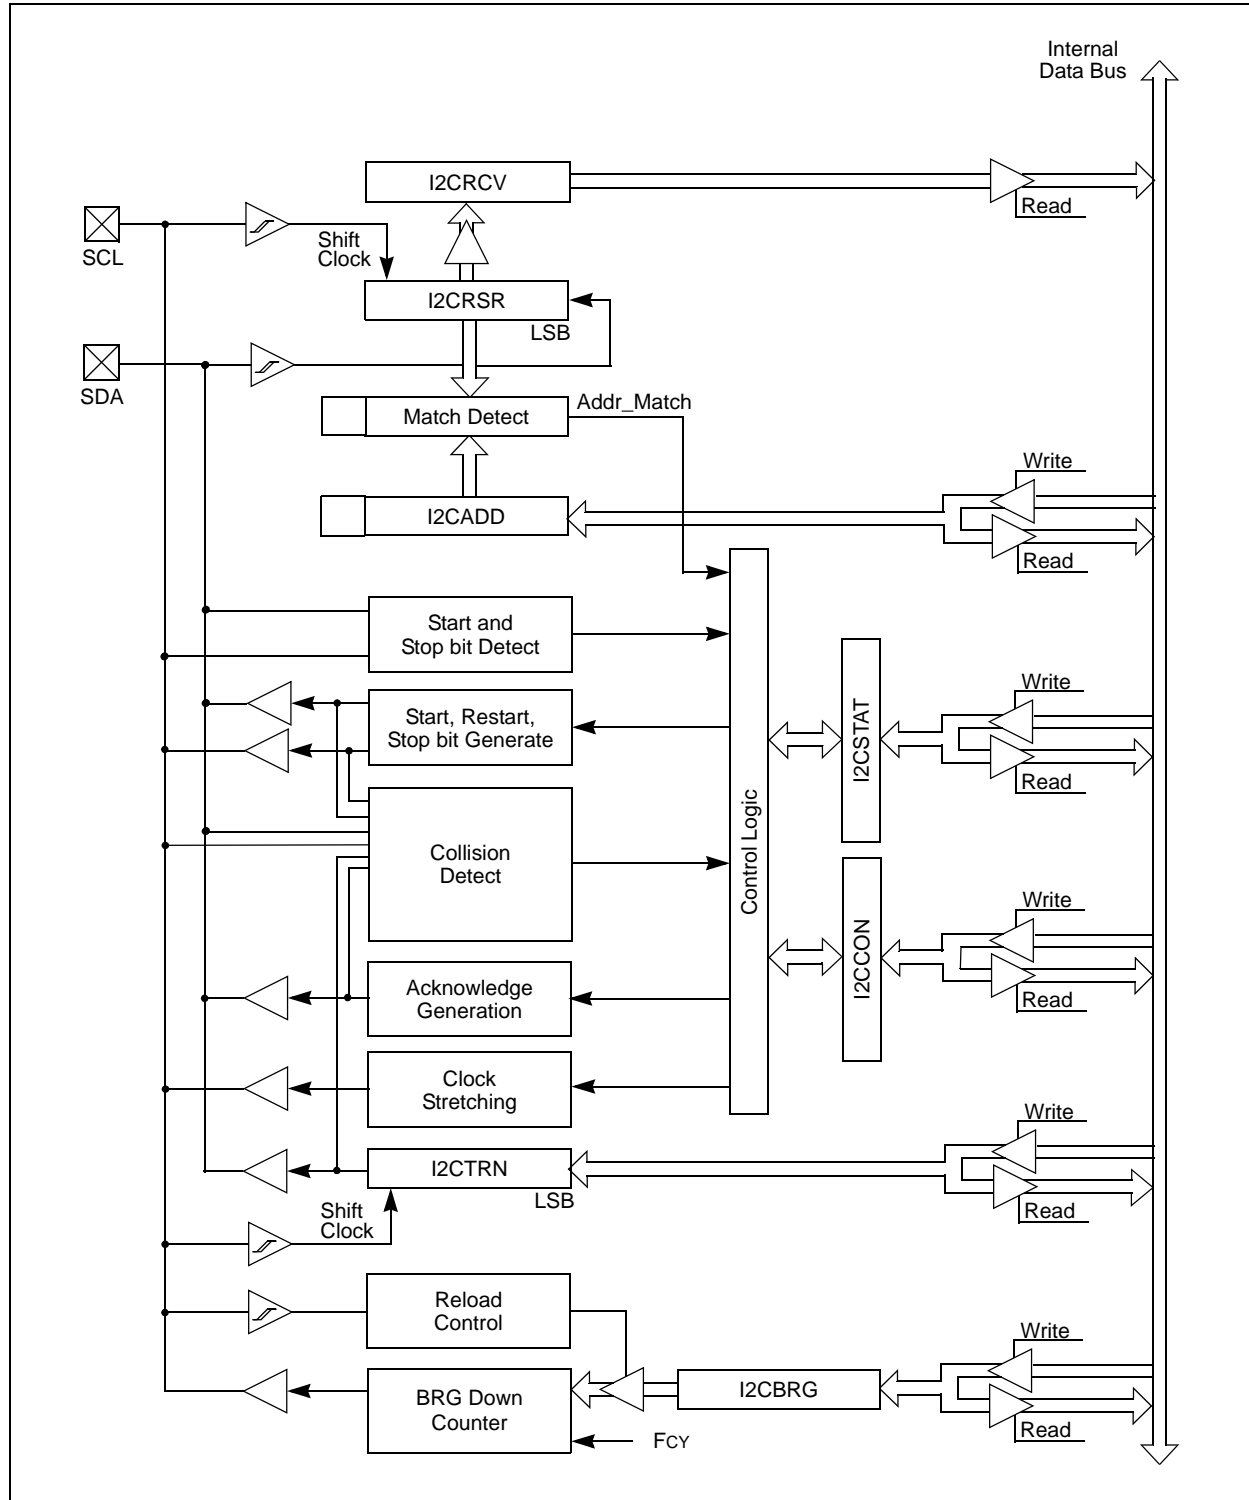 Internal
Data Bus
I2CRCV
Read
SCL
Shift
Clock
I2CRSR
LSB
SDA
Addr_Match
Match Detect
Write
I2CADD
Read
Start and
Stop bit Detect
Write
Start, Restart,
Stop bit Generate
I2CSTAT
Read
Control Logic
Collision
Detect
Write
I2CCON
Acknowledge
Generation
Read
Clock
Stretching
Write
I2CTRN
LSB
Shift
Clock
Read
Reload
Control
Write
I2CBRG
BRG Down
Counter
Read
FCY